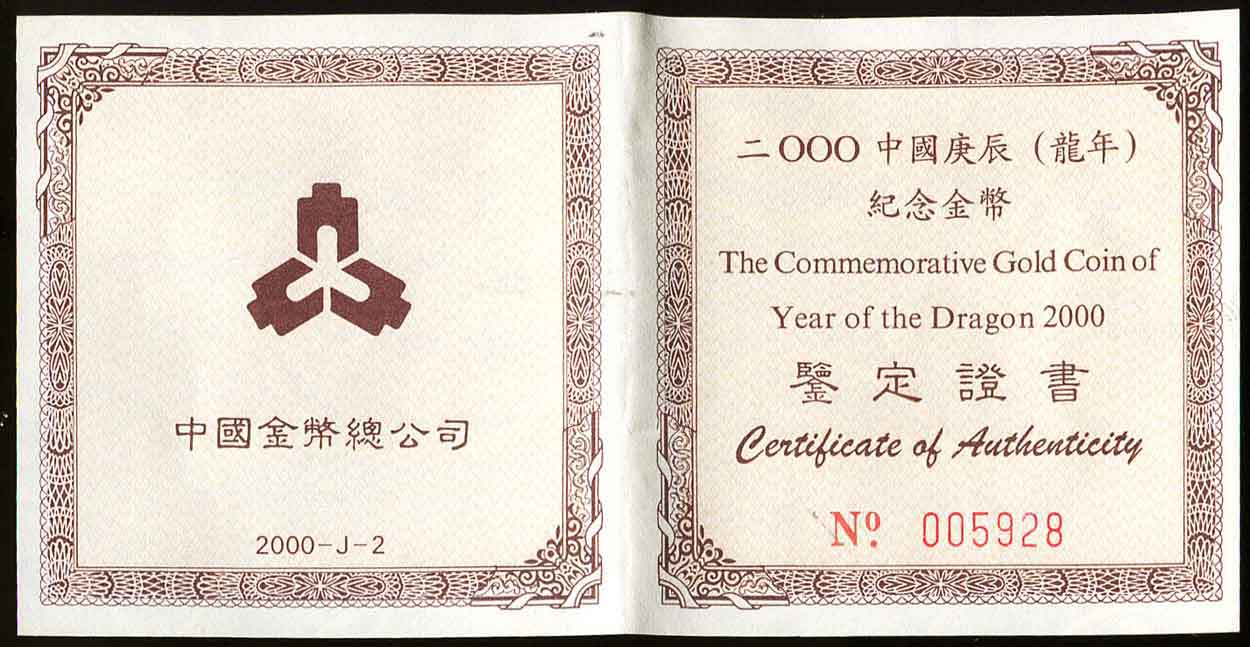 中國金幣總公司
2000-J-2
二OOO中國庚辰（龍年）
紀念金幣
The Commemorative Gold Coin of
Year of the Dragon 2000
鑒定證書
Certificate of Authenticity
Nº 005928